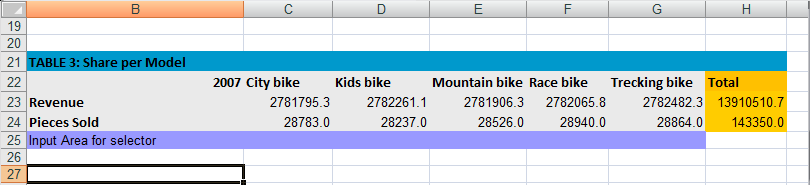 B C D E F G H
19
20
21 TABLE 3: Share per Model
22 2007 City bike Kids bike Mountain bike Race bike Trecking bike Total
23 Revenue 2781795.3 2782261.1 2781906.3 2782065.8 2782482.3 13910510.7
24 Pieces Sold 28783.0 28237.0 28526.0 28940.0 28864.0 143350.0
25 Input Area for selector
26
27